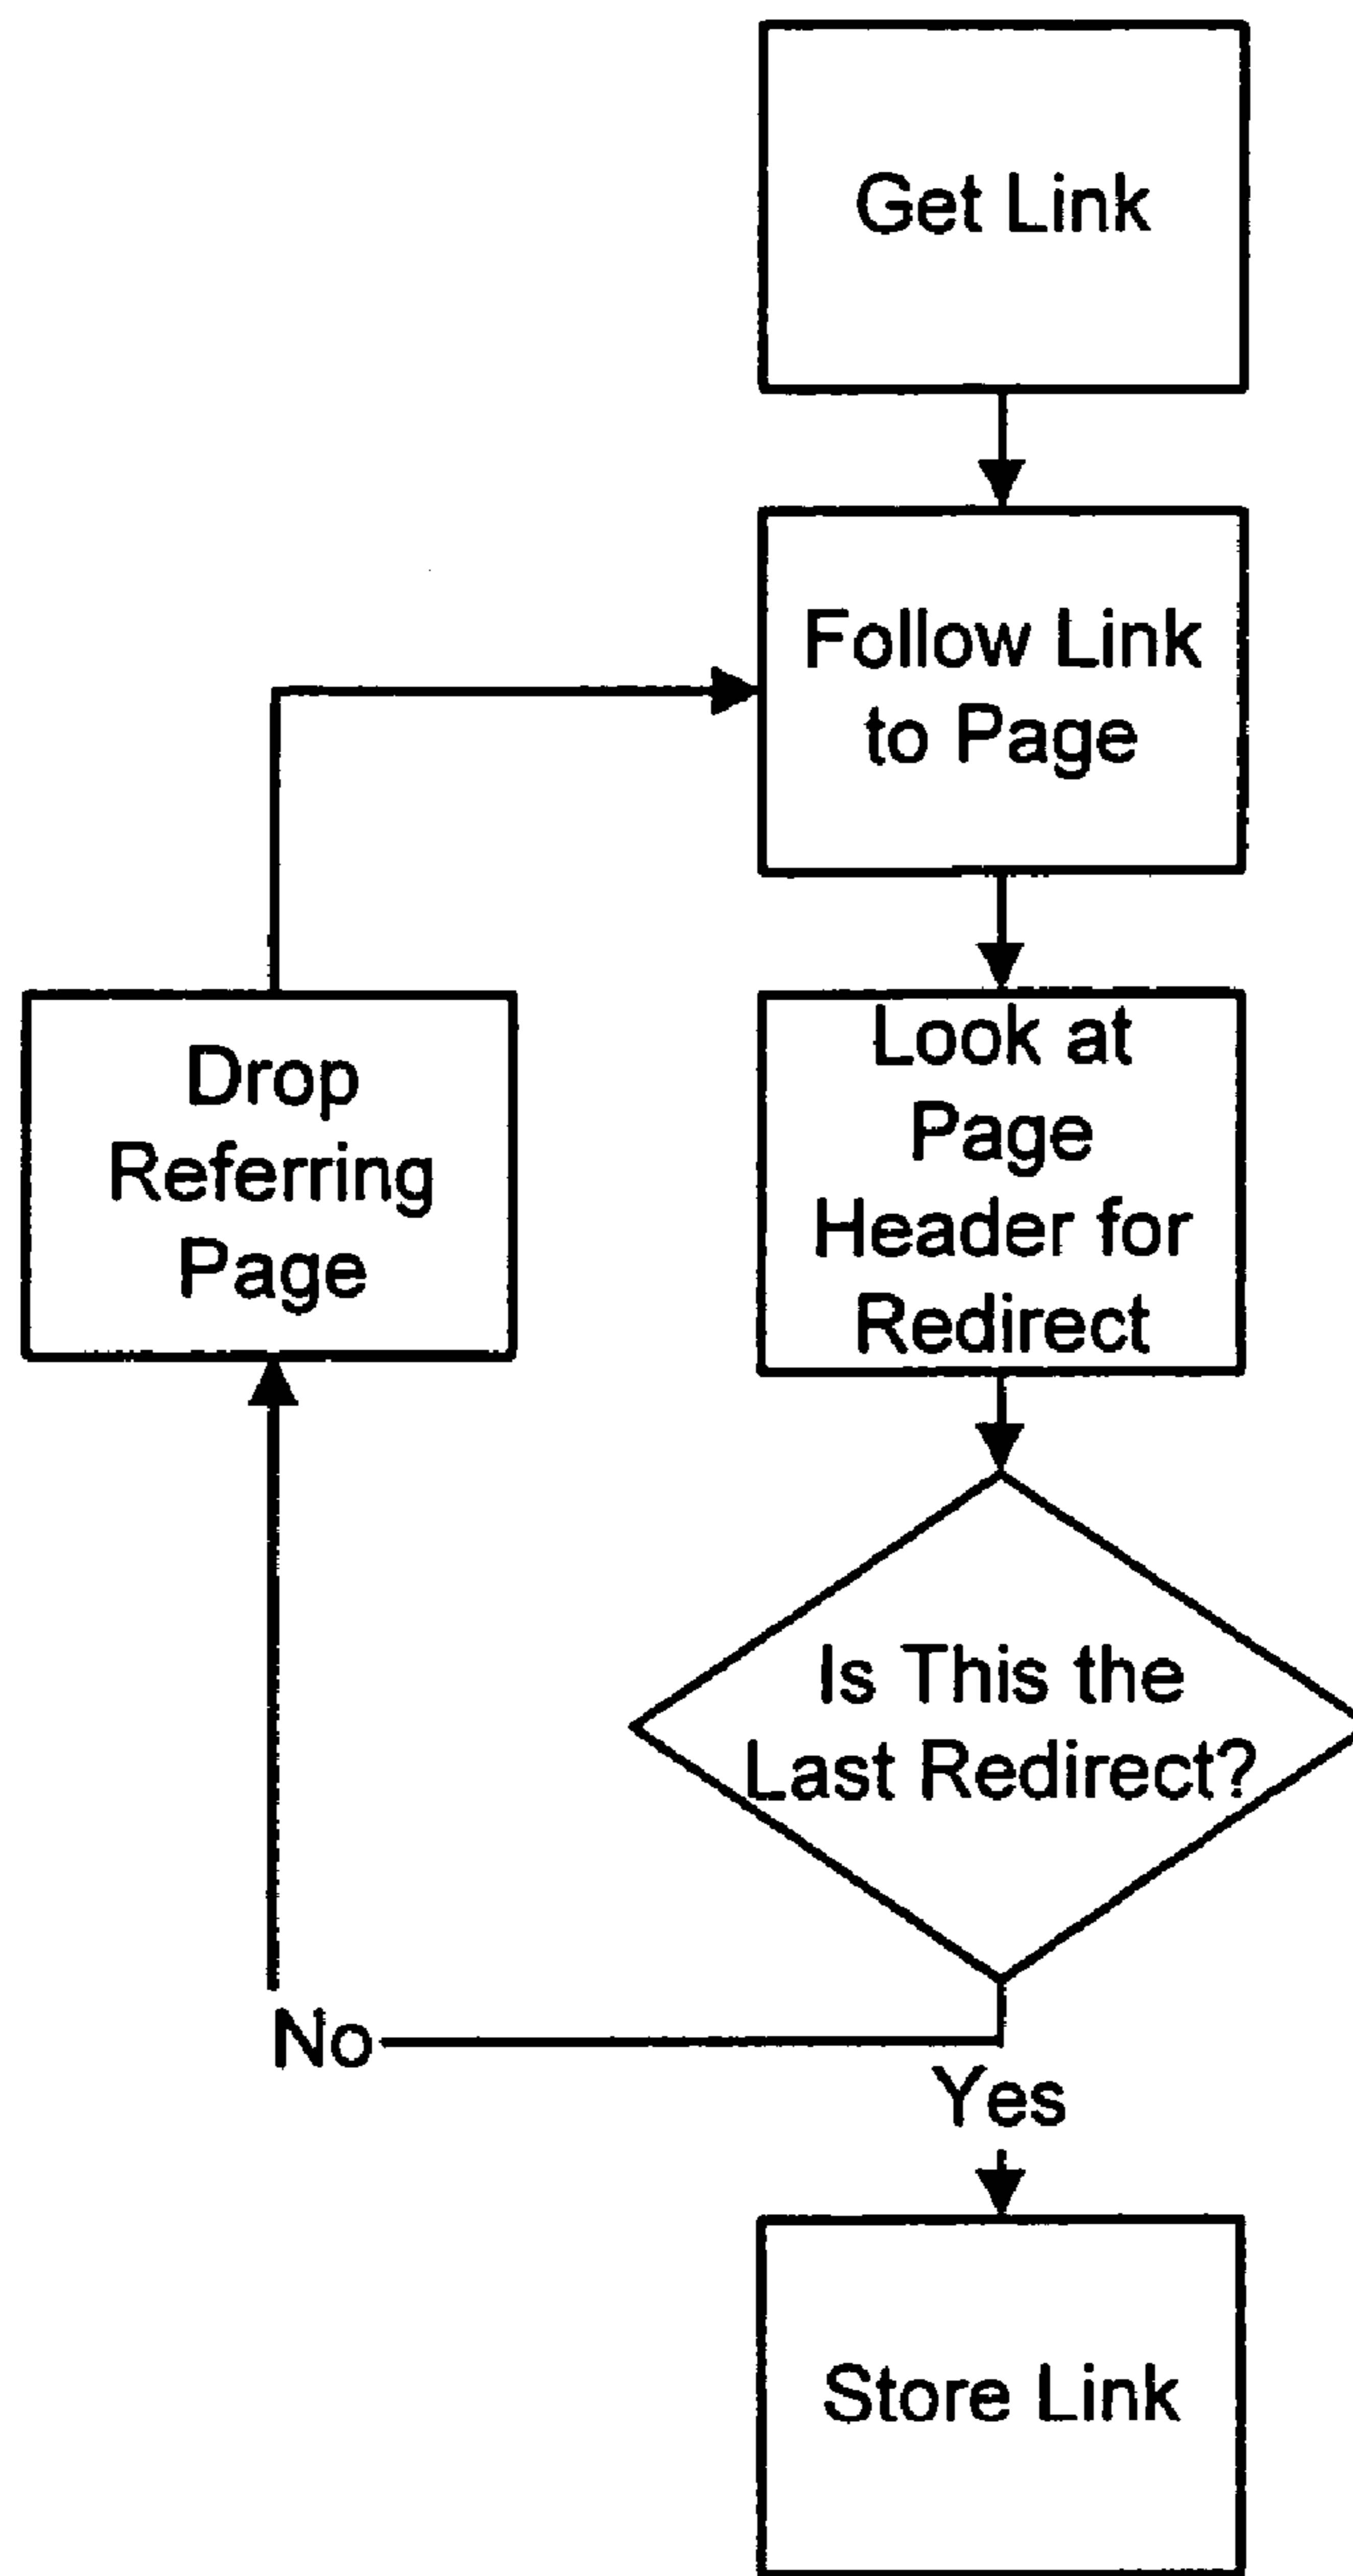 Get Link
Follow Link
to Page
Look at
Page
Header for
Redirect
Drop
Referring
Page
Is This the
Last Redirect?
No
Yes
Store Link